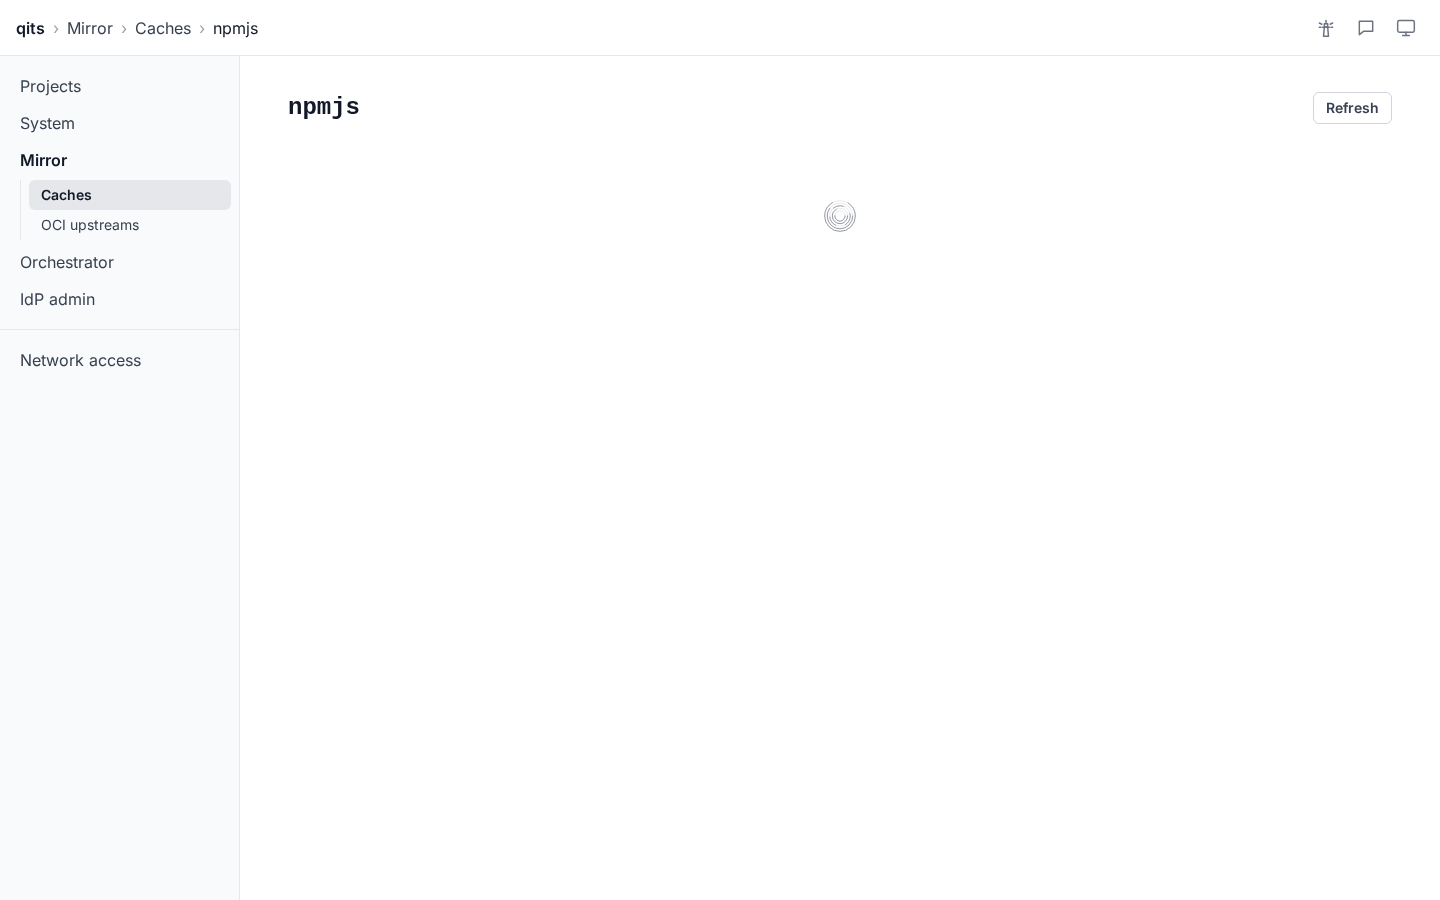 qits › Mirror › Caches › npmjs
Projects
System
Mirror
Caches
OCI upstreams
Orchestrator
IdP admin
Network access
npmjs
Refresh